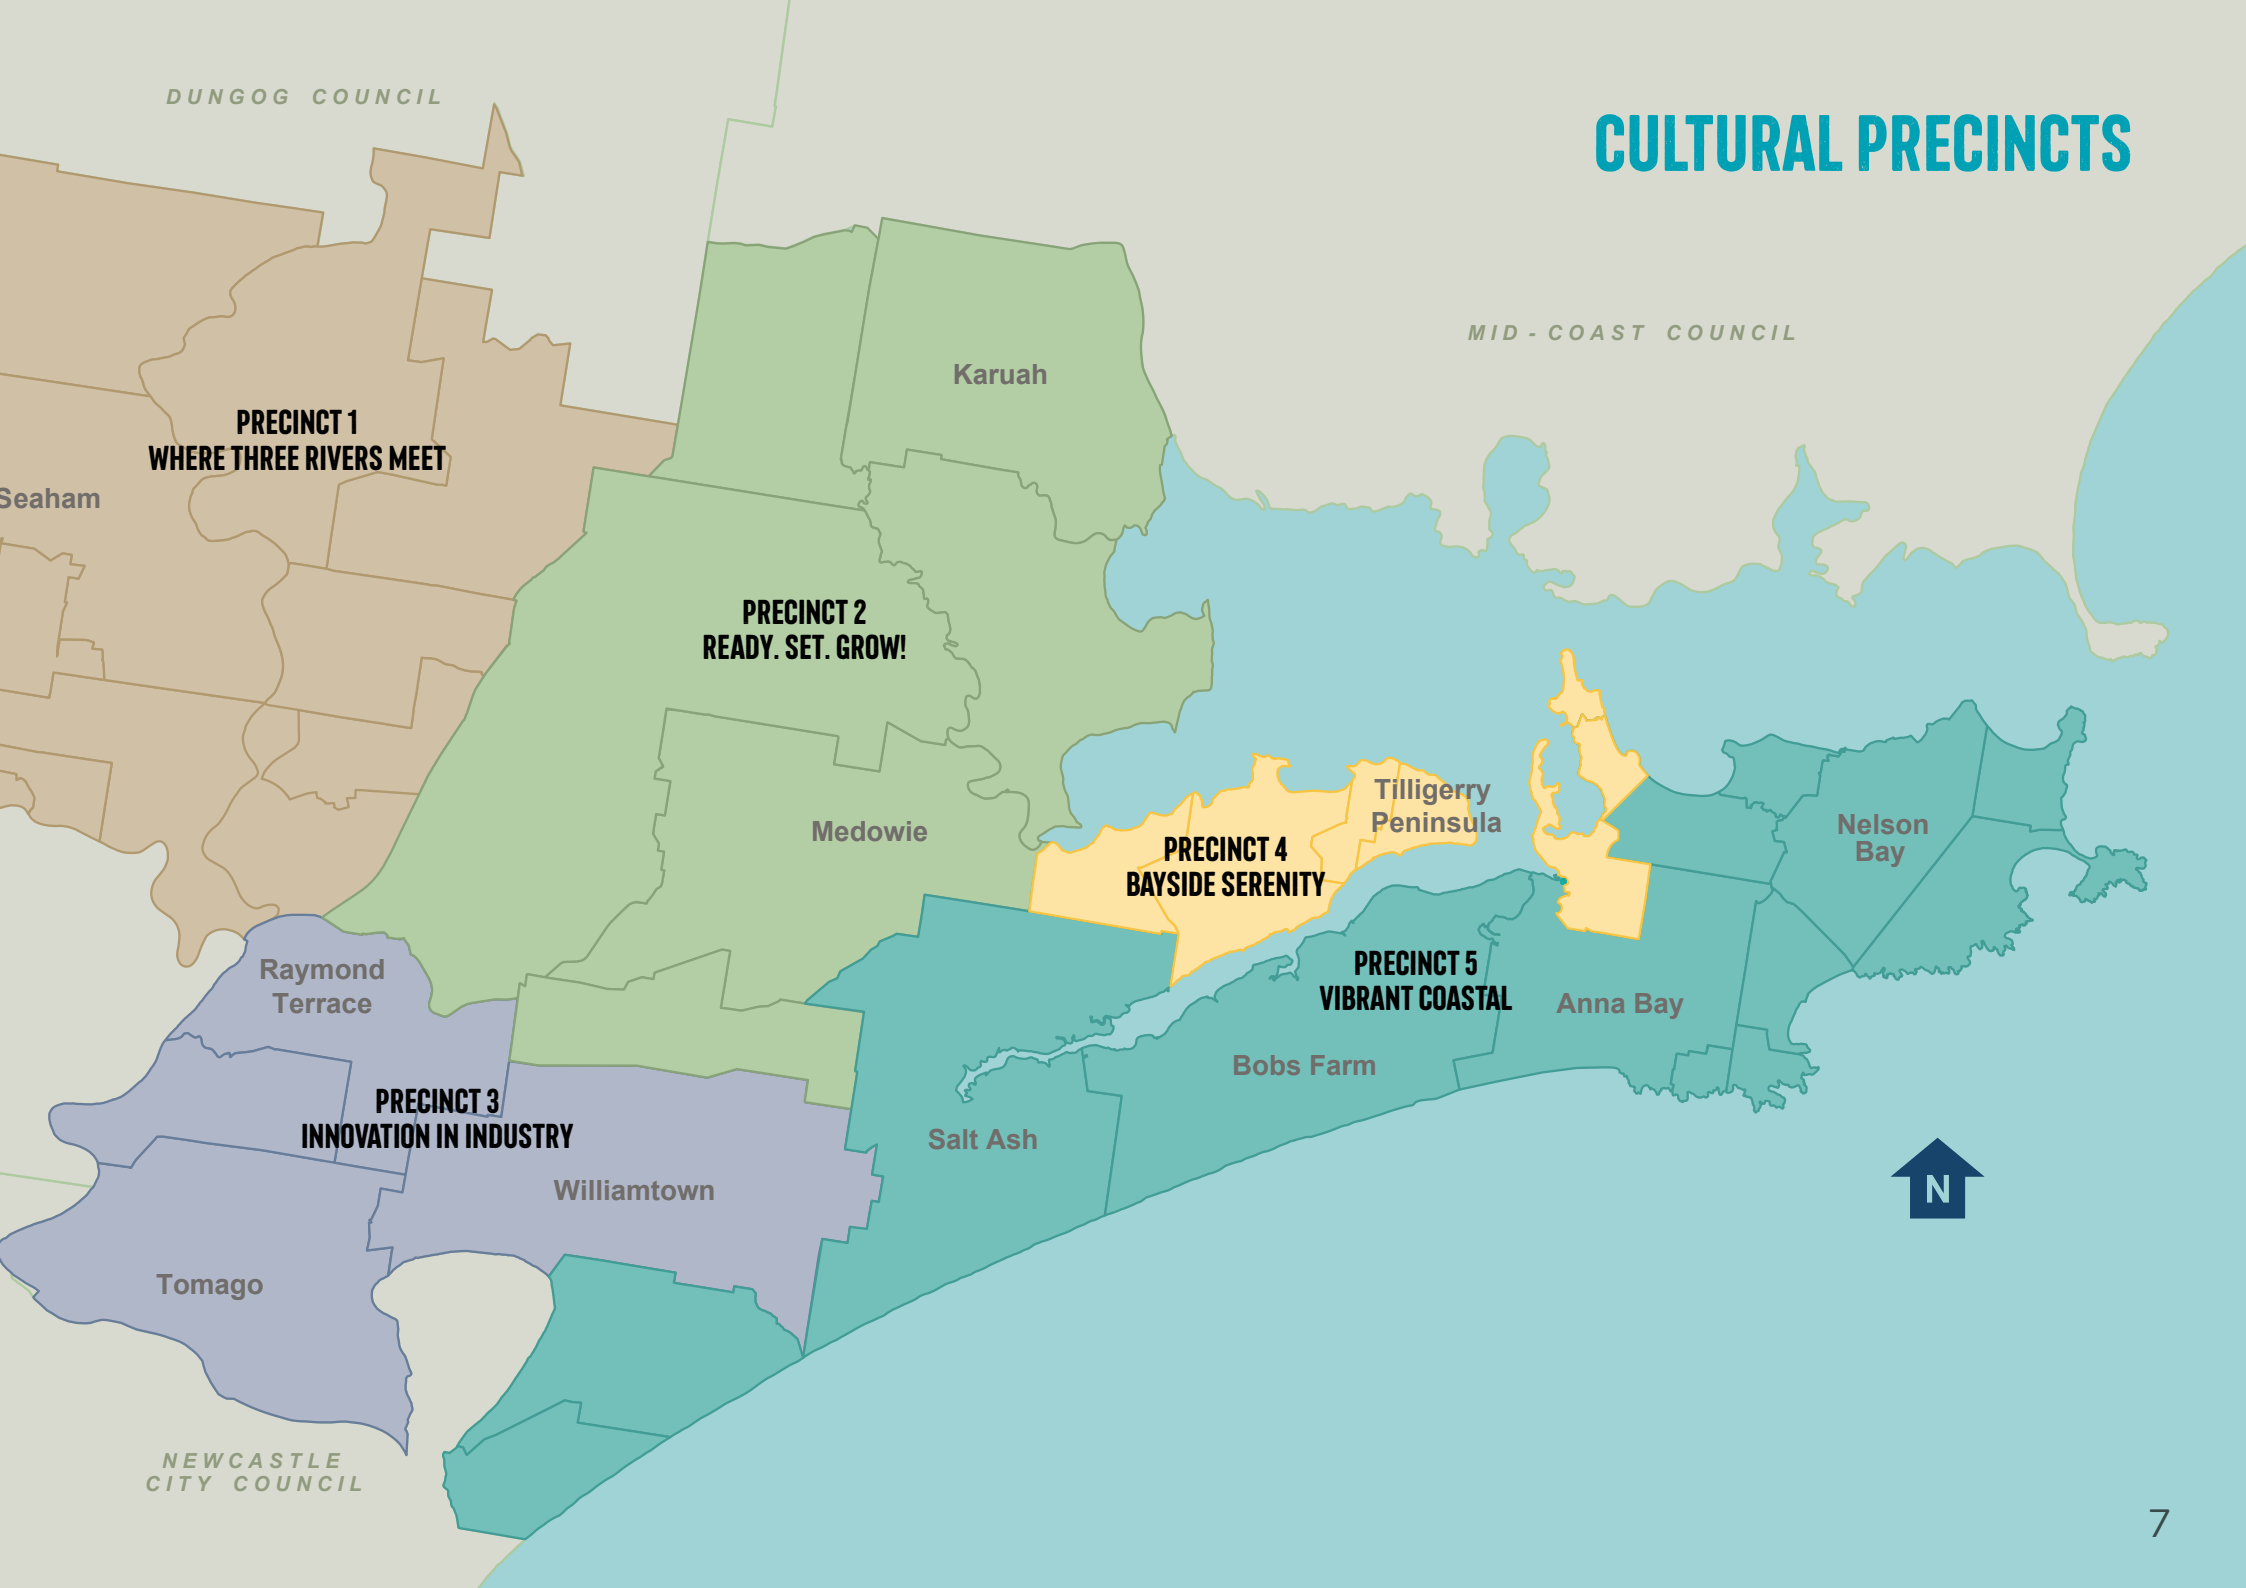 DUNGOG COUNCIL
CULTURAL PRECINCTS
MID - COAST COUNCIL
Karuah
PRECINCT 1
WHERE THREE RIVERS MEET
Seaham
PRECINCT 2
READY. SET. GROW!
Medowie
Tilligerry
Peninsula
PRECINCT 4
BAYSIDE SERENITY
Nelson
Bay
PRECINCT 5
VIBRANT COASTAL
Anna Bay
Bobs Farm
Salt Ash
Raymond
Terrace
PRECINCT 3
INNOVATION IN INDUSTRY
Williamtown
Tomago
N
NEWCASTLE
CITY COUNCIL
7